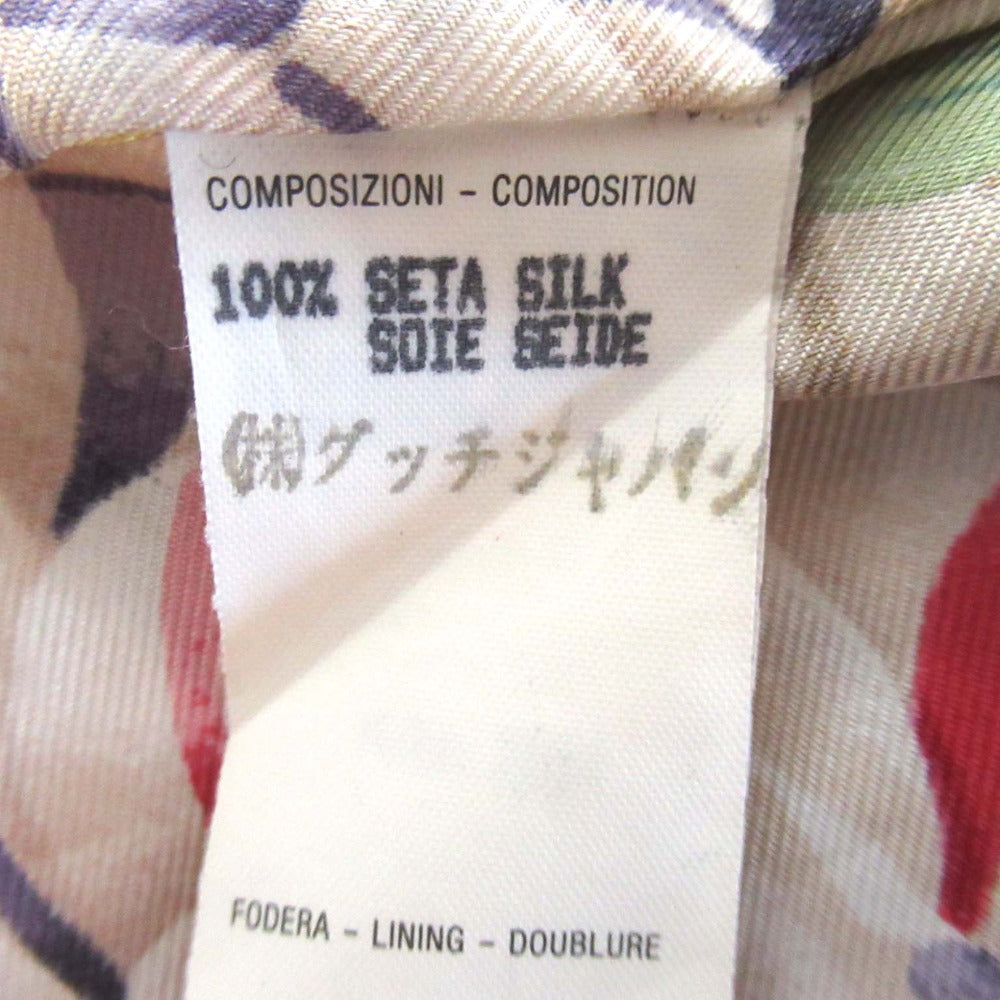 COMPOSIZIONI - COMPOSITION
100% SETA SILK
SOIE SEIDE
㈱グッチジャパン
FODERA - LINING - DOUBLURE